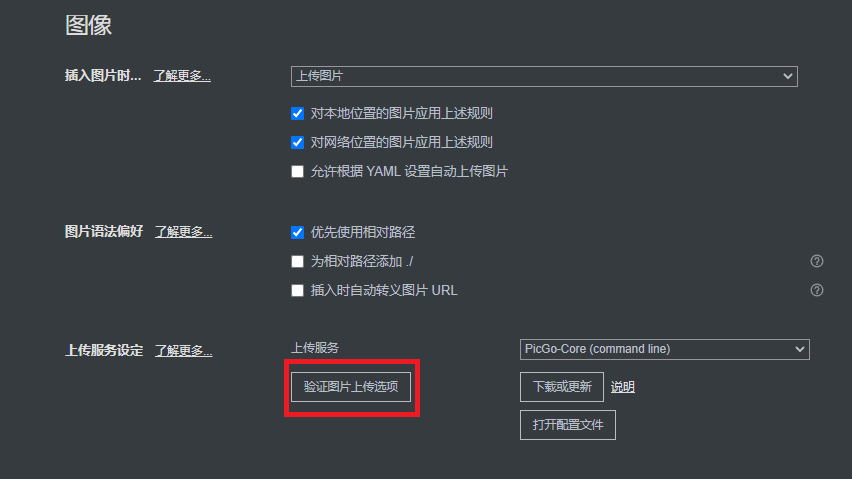 图像
插入图片时... 了解更多... 上传图片
对本地位置的图片应用上述规则
对网络位置的图片应用上述规则
允许根据 YAML 设置自动上传图片
图片语法偏好 了解更多... 优先使用相对路径
为相对路径添加 ./ ?
插入时自动转义图片 URL ?
上传服务设定 了解更多... 上传服务 PicGo-Core (command line)
验证图片上传选项 下载或更新 说明
打开配置文件